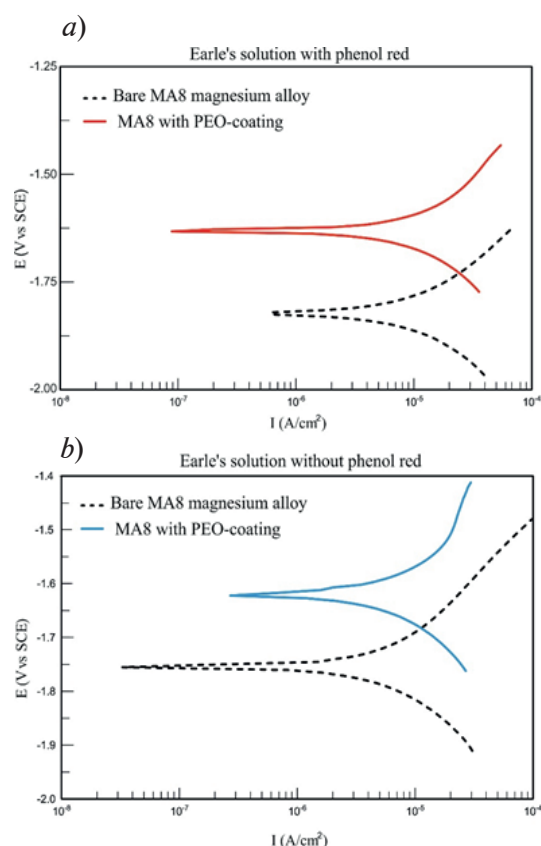 a)
Earle's solution with phenol red
-1.25
Bare MA8 magnesium alloy
MA8 with PEO-coating
-1.50
E (V vs SCE)
-1.75
-2.00
10⁻⁸ 10⁻⁷ 10⁻⁶ 10⁻⁵ 10⁻⁴
I (A/cm²)
b)
Earle's solution without phenol red
-1.4
Bare MA8 magnesium alloy
MA8 with PEO-coating
-1.5
-1.6
E (V vs SCE)
-1.7
-1.8
-1.9
-2.0
10⁻⁸ 10⁻⁷ 10⁻⁶ 10⁻⁵ 10⁻⁴
I (A/cm²)